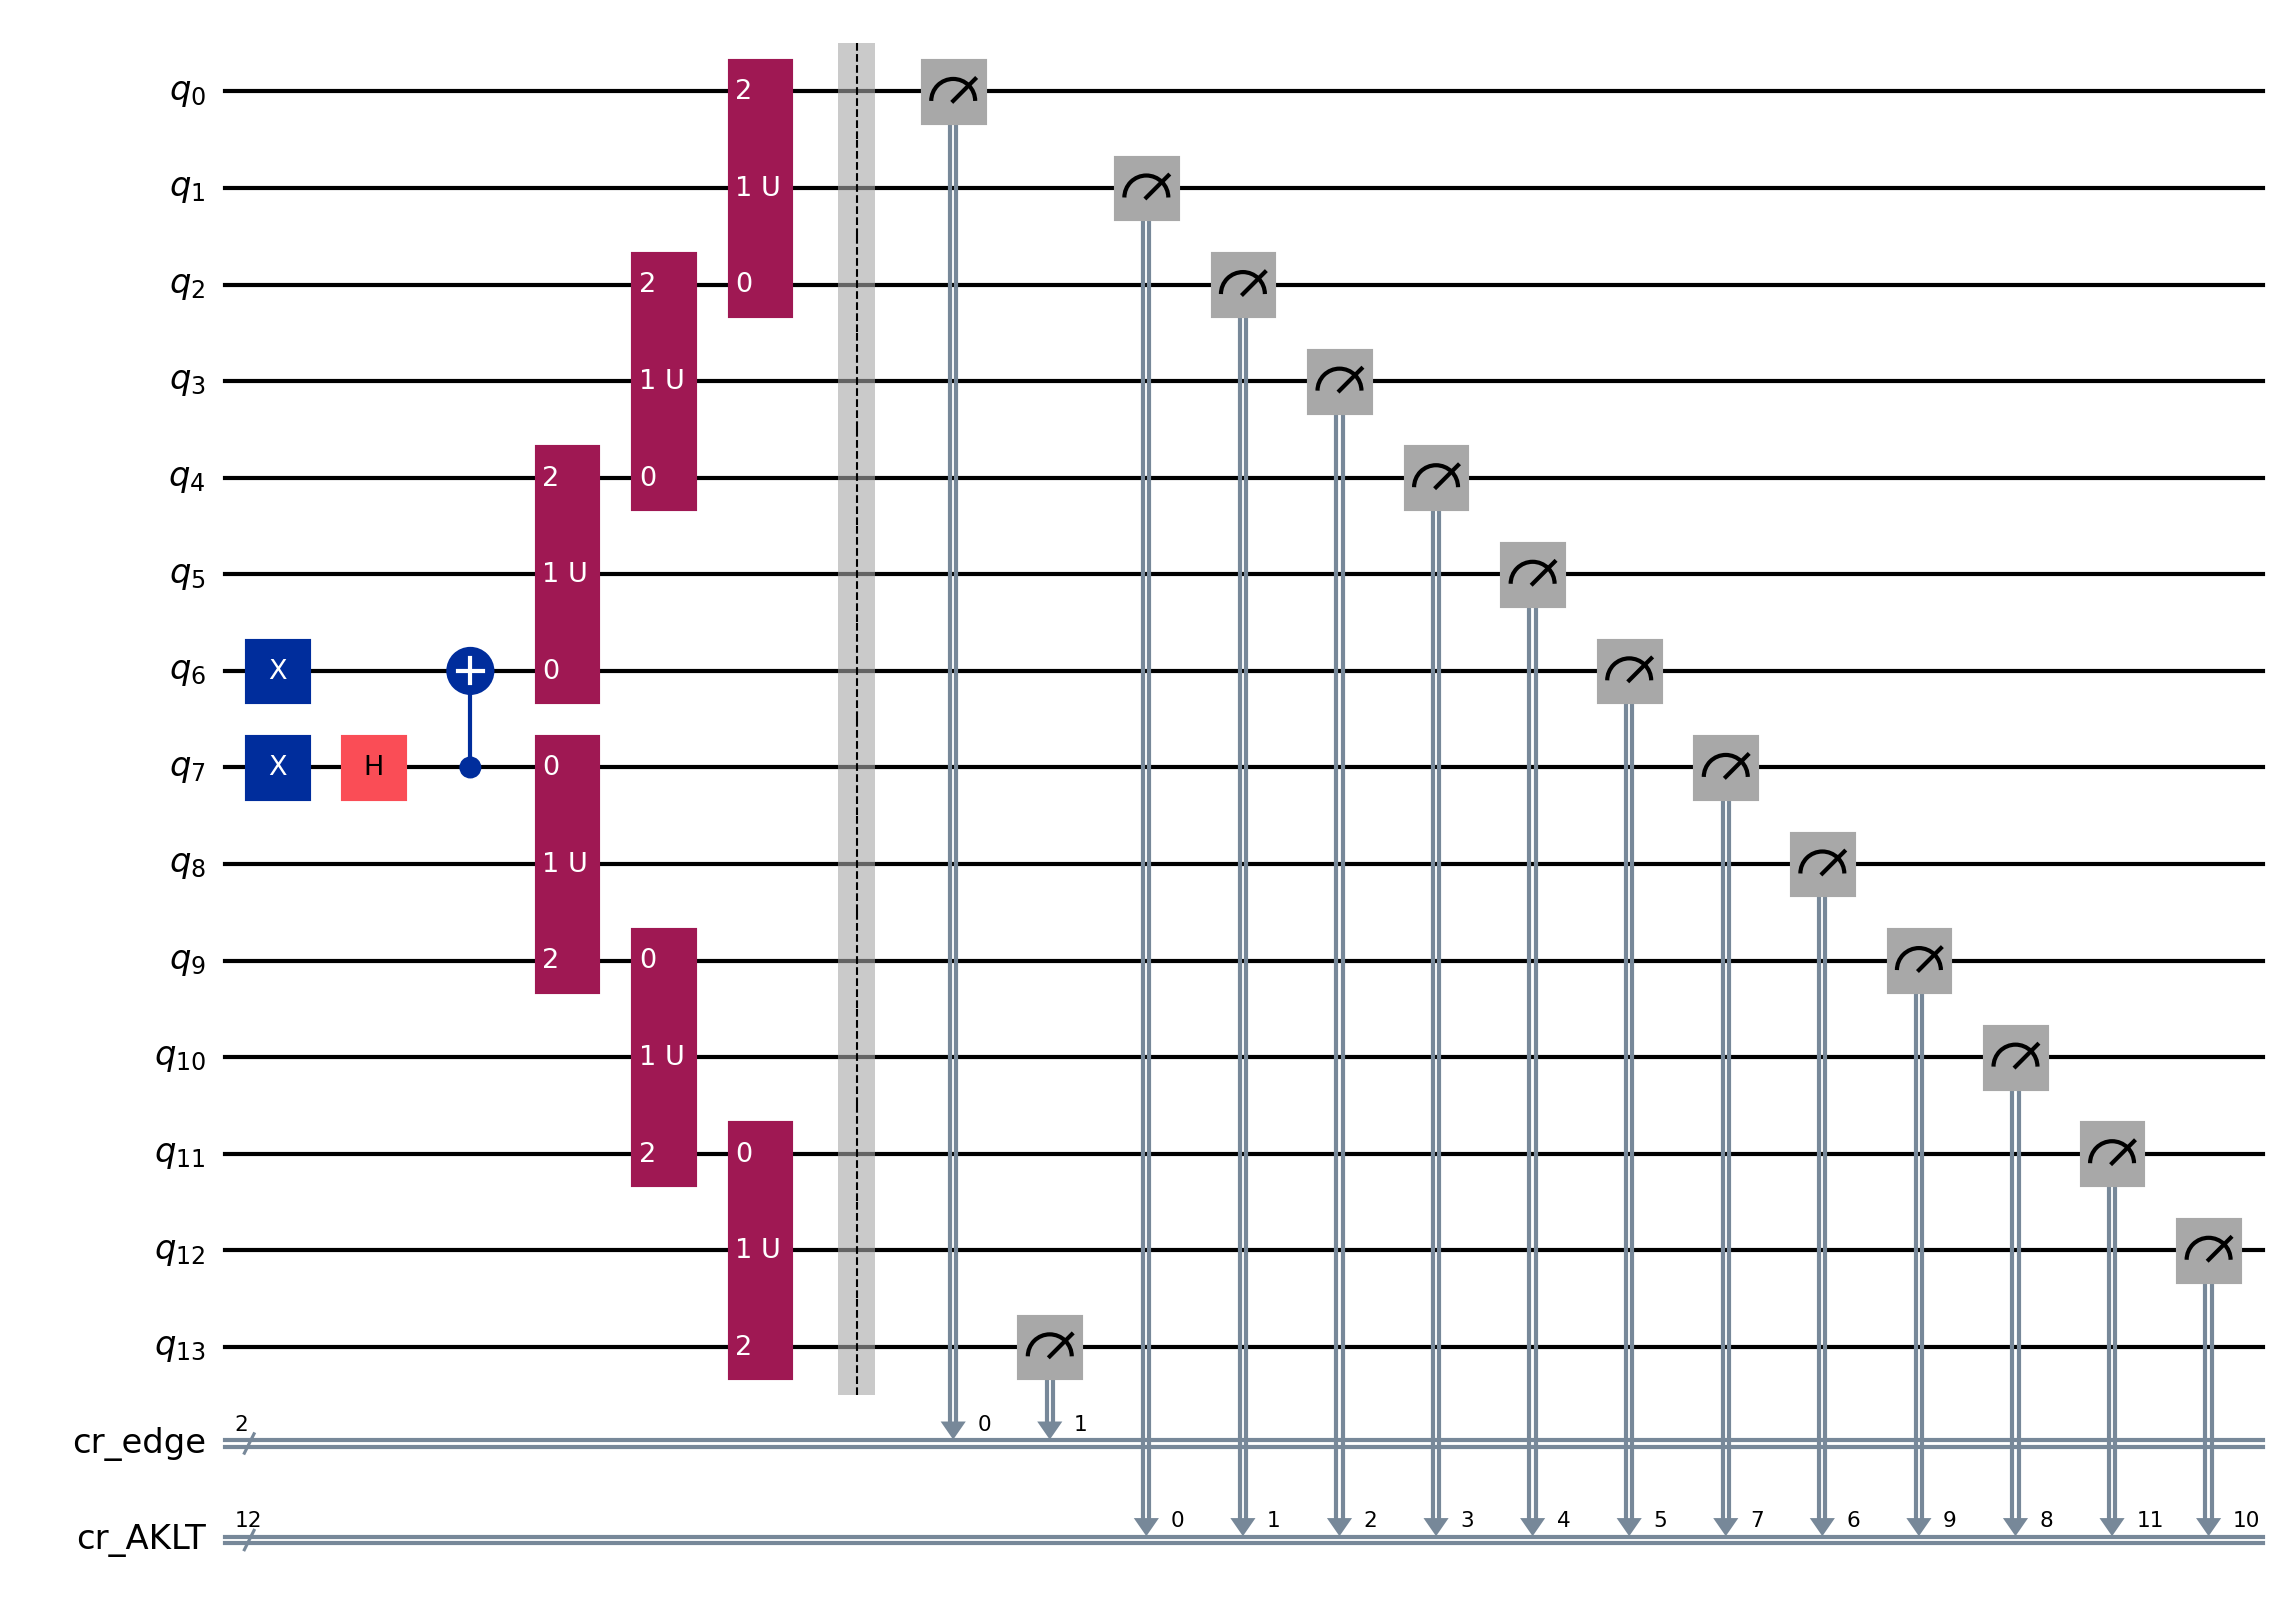 q0 2
q1 1 U
q2 2 0
q3 1 U
q4 2 0
q5 1 U
q6 X 0
q7 X H 0
q8 1 U
q9 2 0
q10 1 U
q11 2 0
q12 1 U
q13 2
cr_edge 2 0 1
cr_AKLT 12 0 1 2 3 4 5 7 6 9 8 11 10